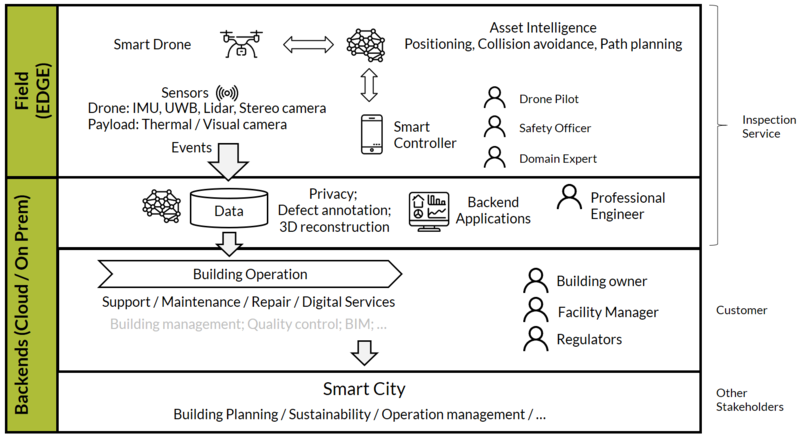 Field
(EDGE)
Smart Drone
Asset Intelligence
Positioning, Collision avoidance, Path planning
Sensors
Drone: IMU, UWB, Lidar, Stereo camera
Payload: Thermal / Visual camera
Events
Smart
Controller
Drone Pilot
Safety Officer
Domain Expert
Inspection
Service
Backends (Cloud / On Prem)
Data
Privacy;
Defect annotation;
3D reconstruction
Backend
Applications
Professional
Engineer
Building Operation
Support / Maintenance / Repair / Digital Services
Building management; Quality control; BIM; ...
Building owner
Facility Manager
Regulators
Customer
Smart City
Building Planning / Sustainability / Operation management / ...
Other
Stakeholders